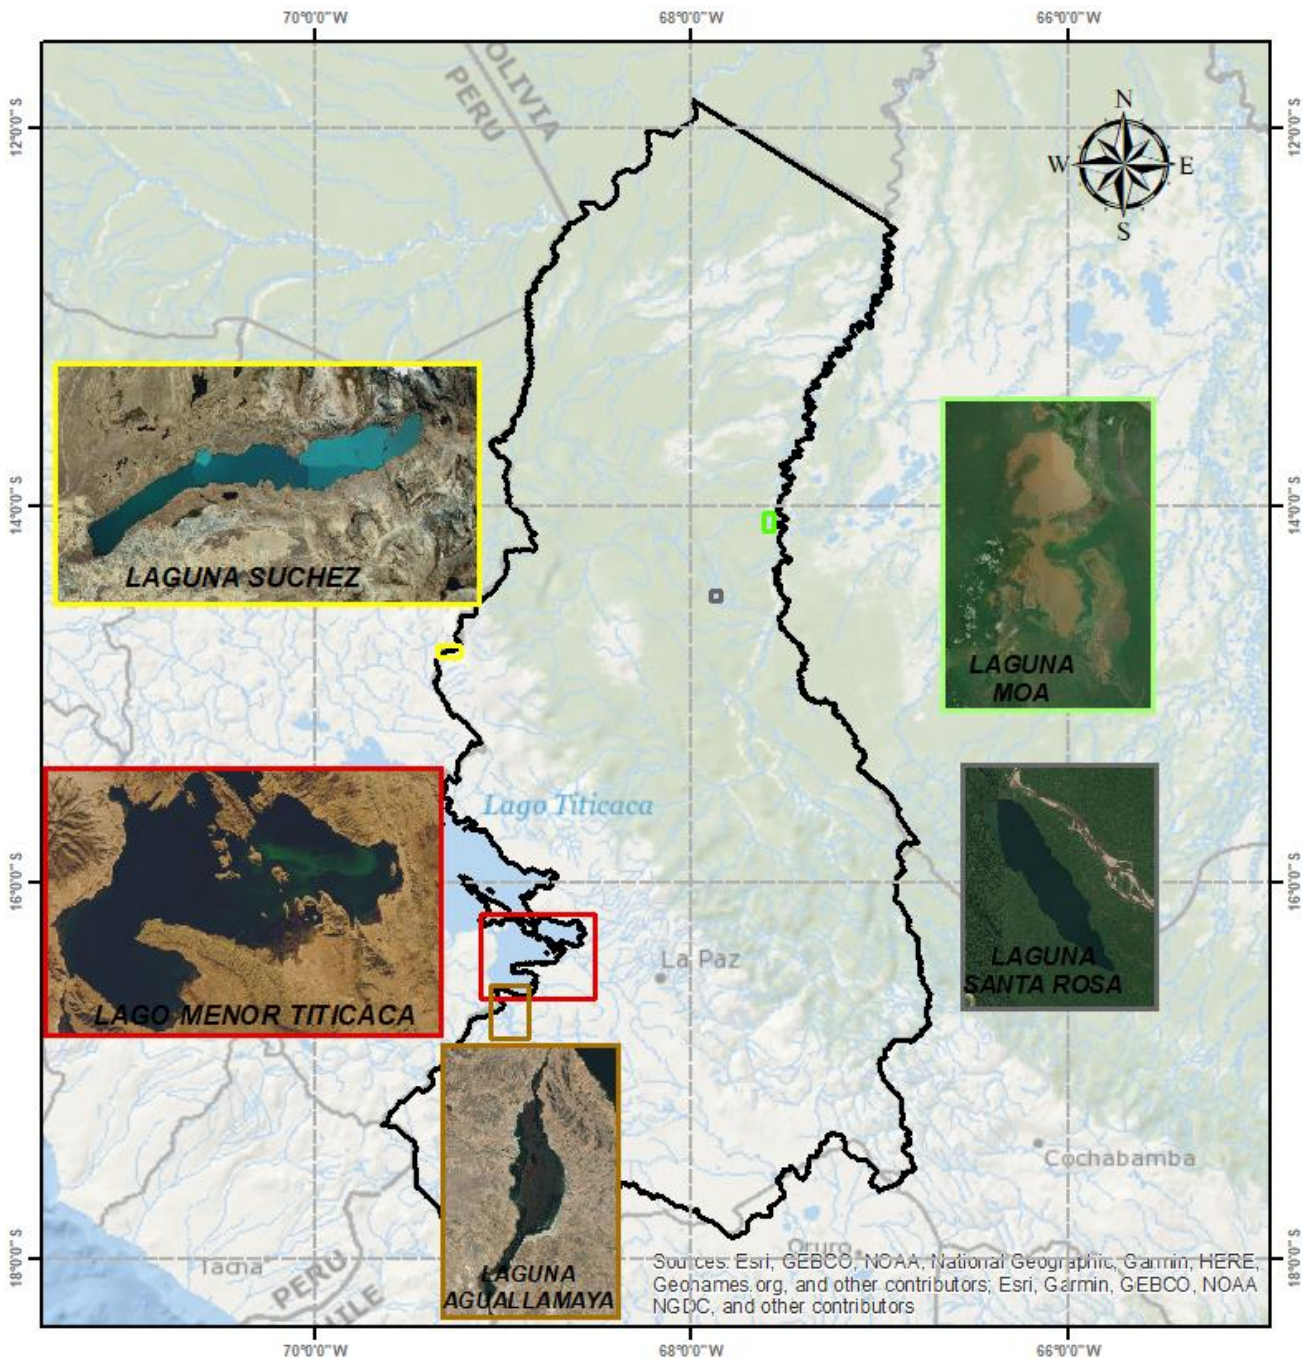 70°0'0"W 68°0'0"W 66°0'0"W
12°0'0"S 12°0'0"S
OLIVIA
PERU
N
W E
S
LAGUNA SUCHEZ
14°0'0"S 14°0'0"S
LAGUNA
MOA
Lago Titicaca
LAGO MENOR TITICACA
16°0'0"S 16°0'0"S
La Paz
LAGUNA
SANTA ROSA
Cochabamba
LAGUNA
AGUALLAMAYA
Oruro
Tacna
PERU
ILE
18°0'0"S 18°0'0"S
Sources: Esri, GEBCO, NOAA, National Geographic, Garmin, HERE,
Geonames.org, and other contributors; Esri, Garmin, GEBCO, NOAA
NGDC, and other contributors
70°0'0"W 68°0'0"W 66°0'0"W